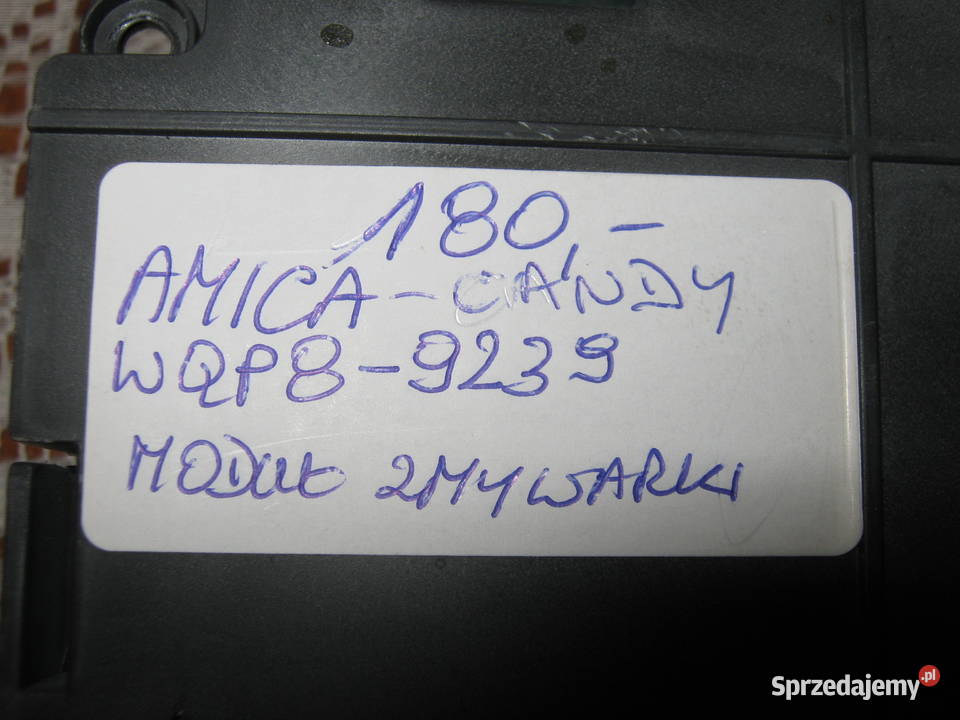 180,-
AMICA-CANDY
WQP8-9239
MODUŁ ZMYWARKI
Sprzedajemy.pl